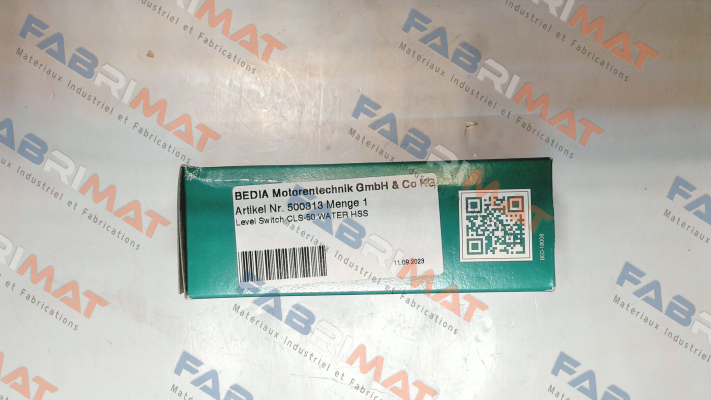 BEDIA Motorentechnik GmbH & Co KG
Artikel Nr. 500313 Menge 1
Level Switch CLS-50 WATER HSS
11.09.2023
FABRIMAT
Matériaux Industriel et Fabrications